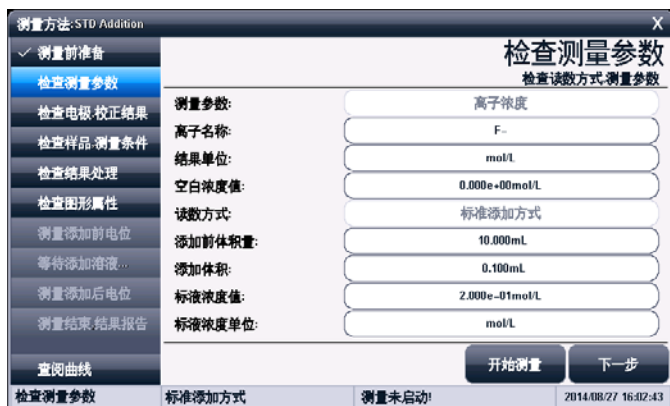 测量方法:STD Addition X
✓ 测量前准备
检查测量参数
检查电极.校正结果
检查样品.测量条件
检查结果处理
检查图形属性
测量添加前电位
等待添加溶液...
测量添加后电位
测量结束.结果报告
查阅曲线
检查测量参数
检查读数方式.测量参数
测量参数: 离子浓度
离子名称: F-
结果单位: mol/L
空白浓度值: 0.000e+00mol/L
读数方式: 标准添加方式
添加前体积量: 10.000mL
添加体积: 0.100mL
标液浓度值: 2.000e-01mol/L
标液浓度单位: mol/L
开始测量 下一步
检查测量参数 标准添加方式 测量未启动! 2014/08/27 16:02:43